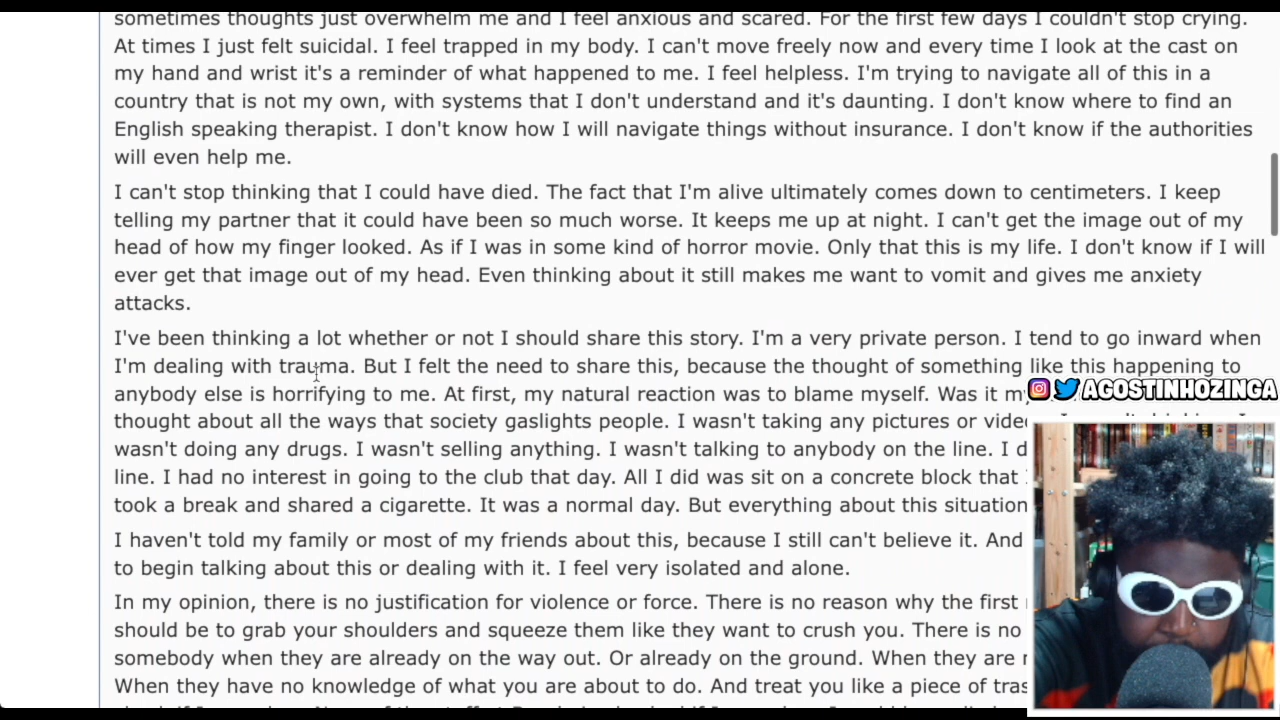 sometimes thoughts just overwhelm me and I feel anxious and scared. For the first few days I couldn't stop crying.
At times I just felt suicidal. I feel trapped in my body. I can't move freely now and every time I look at the cast on
my hand and wrist it's a reminder of what happened to me. I feel helpless. I'm trying to navigate all of this in a
country that is not my own, with systems that I don't understand and it's daunting. I don't know where to find an
English speaking therapist. I don't know how I will navigate things without insurance. I don't know if the authorities
will even help me.
I can't stop thinking that I could have died. The fact that I'm alive ultimately comes down to centimeters. I keep
telling my partner that it could have been so much worse. It keeps me up at night. I can't get the image out of my
head of how my finger looked. As if I was in some kind of horror movie. Only that this is my life. I don't know if I will
ever get that image out of my head. Even thinking about it still makes me want to vomit and gives me anxiety
attacks.
I've been thinking a lot whether or not I should share this story. I'm a very private person. I tend to go inward when
I'm dealing with trauma. But I felt the need to share this, because the thought of something like this happening to
anybody else is horrifying to me. At first, my natural reaction was to blame myself. Was it
AGOSTINHOZINGA
thought about all the ways that society gaslights people. I wasn't taking any pictures or
wasn't doing any drugs. I wasn't selling anything. I wasn't talking to anybody on the line. I
line. I had no interest in going to the club that day. All I did was sit on a concrete block that
took a break and shared a cigarette. It was a normal day. But everything about this situation
I haven't told my family or most of my friends about this, because I still can't believe it. And
to begin talking about this or dealing with it. I feel very isolated and alone.
In my opinion, there is no justification for violence or force. There is no reason why the first
should be to grab your shoulders and squeeze them like they want to crush you. There is no
somebody when they are already on the way out. Or already on the ground. When they are
When they have no knowledge of what you are about to do. And treat you like a piece of